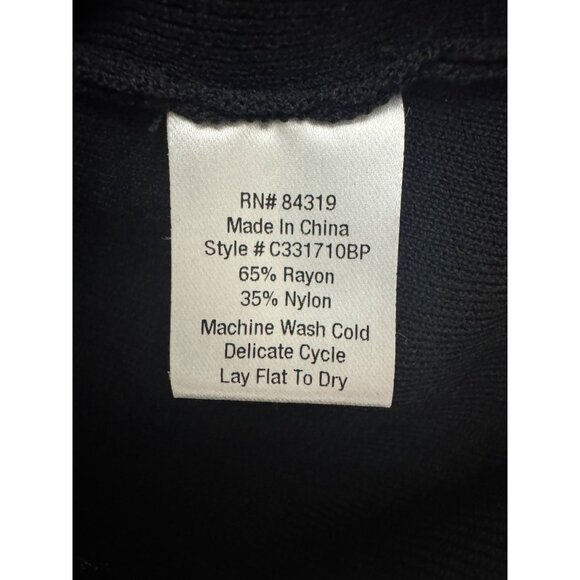 RN# 84319
Made In China
Style # C331710BP
65% Rayon
35% Nylon
Machine Wash Cold
Delicate Cycle
Lay Flat To Dry